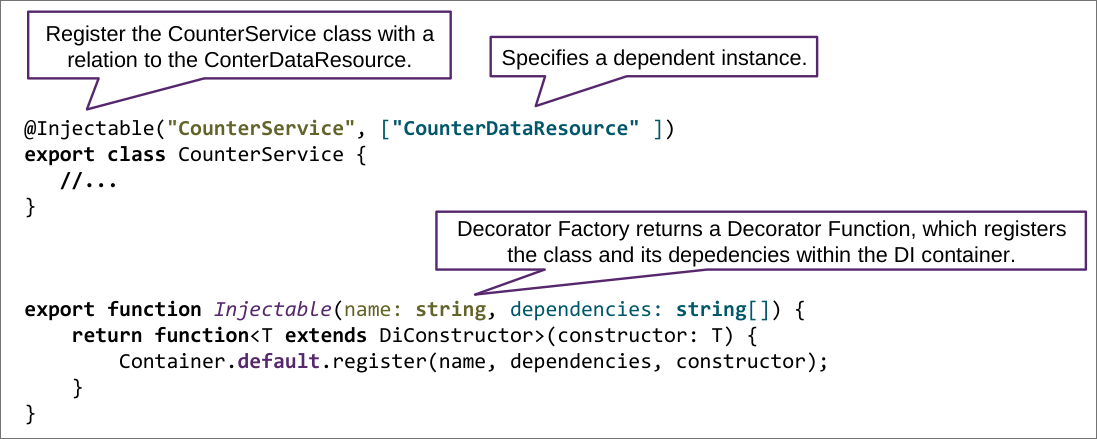 Register the CounterService class with a
relation to the ConterDataResource.
Specifies a dependent instance.
@Injectable("CounterService", ["CounterDataResource" ])
export class CounterService {
//...
}
Decorator Factory returns a Decorator Function, which registers
the class and its depedencies within the DI container.
export function Injectable(name: string, dependencies: string[]) {
return function<T extends DiConstructor>(constructor: T) {
Container.default.register(name, dependencies, constructor);
}
}